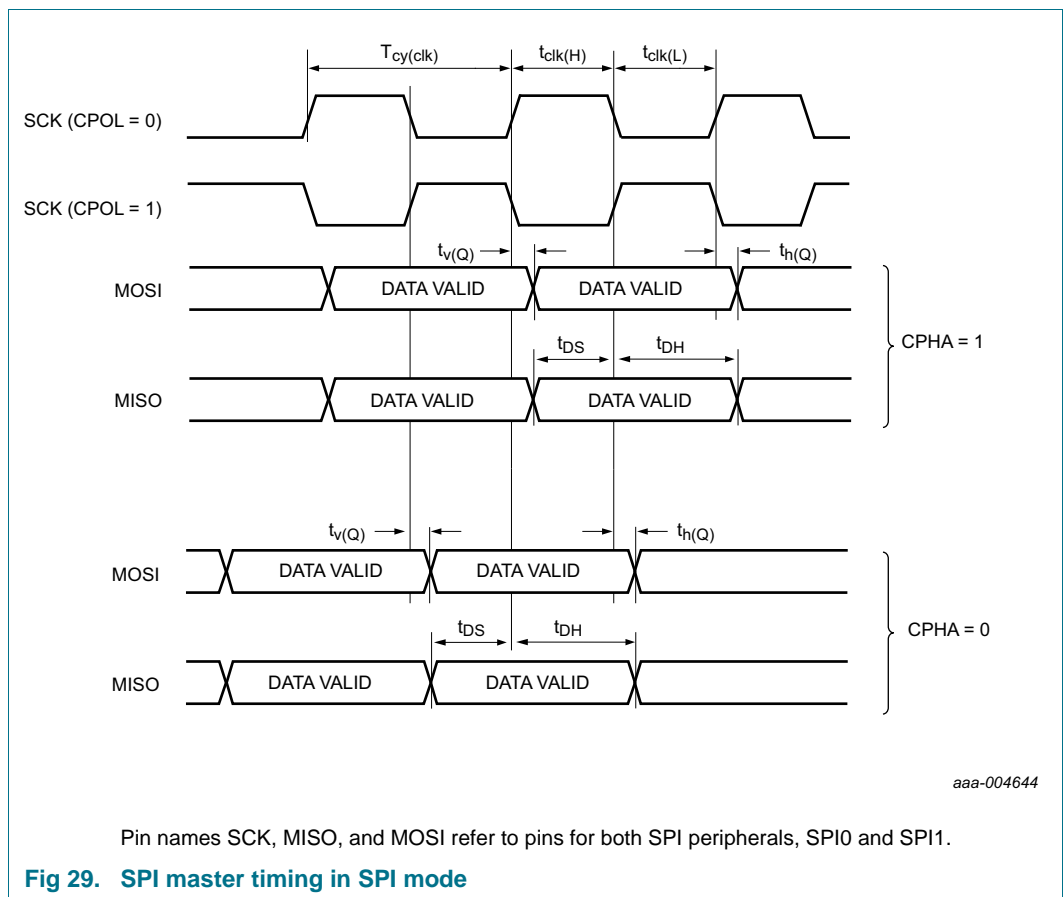 Tcy(clk) tclk(H) tclk(L)
SCK (CPOL = 0)
SCK (CPOL = 1)
tv(Q) th(Q)
MOSI DATA VALID DATA VALID
CPHA = 1
tDS tDH
MISO DATA VALID DATA VALID
tv(Q) th(Q)
MOSI DATA VALID DATA VALID
CPHA = 0
tDS tDH
MISO DATA VALID DATA VALID
aaa-004644
Pin names SCK, MISO, and MOSI refer to pins for both SPI peripherals, SPI0 and SPI1.
Fig 29. SPI master timing in SPI mode